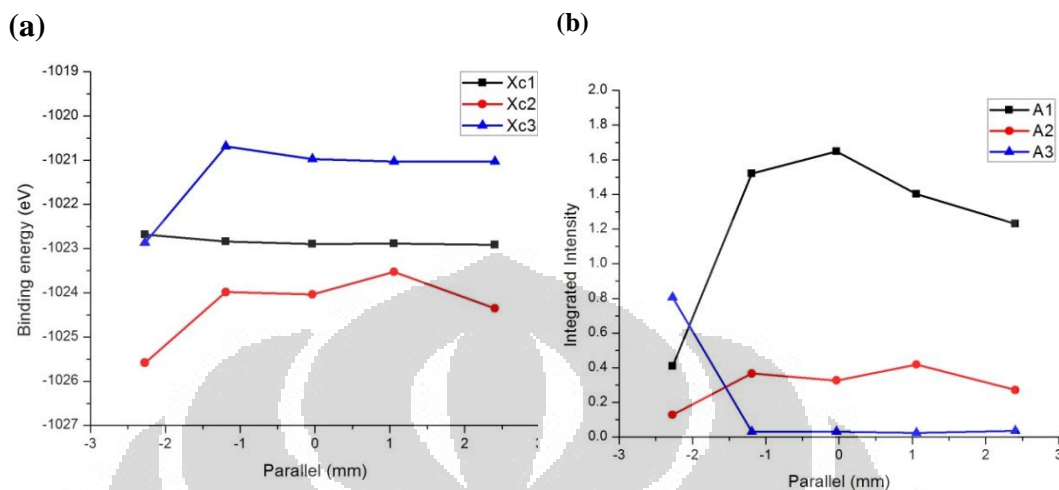 (a)
Binding energy (eV)
-1019
-1020
-1021
-1022
-1023
-1024
-1025
-1026
-1027
-3
-2
-1
0
1
2
3
Parallel (mm)
Xc1
Xc2
Xc3
(b)
Integrated Intensity
2.0
1.8
1.6
1.4
1.2
1.0
0.8
0.6
0.4
0.2
0.0
-3
-2
-1
0
1
2
3
Parallel (mm)
A1
A2
A3